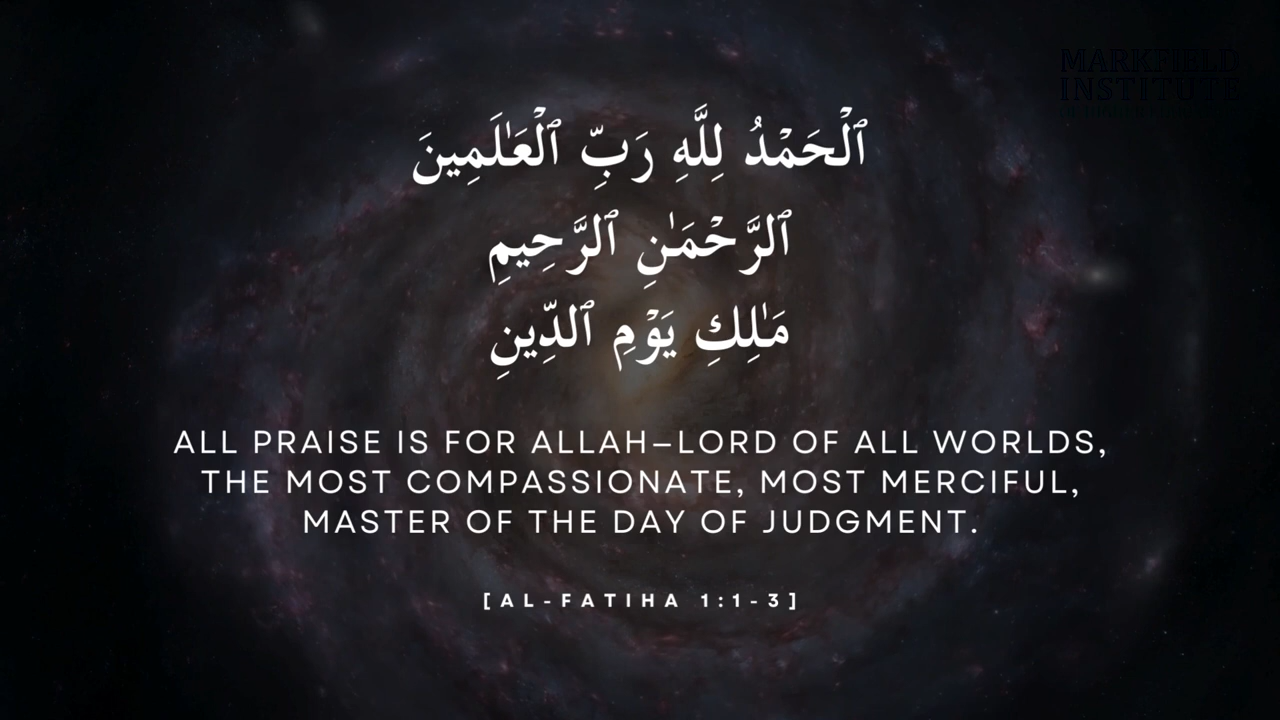 MARKFIELD
INSTITUTE
ٱلْحَمْدُ لِلَّهِ رَبِّ ٱلْعَـٰلَمِينَ
ٱلرَّحْمَـٰنِ ٱلرَّحِيمِ
مَـٰلِكِ يَوْمِ ٱلدِّينِ
ALL PRAISE IS FOR ALLAH—LORD OF ALL WORLDS,
THE MOST COMPASSIONATE, MOST MERCIFUL,
MASTER OF THE DAY OF JUDGMENT.
[AL-FATIHA 1:1-3]